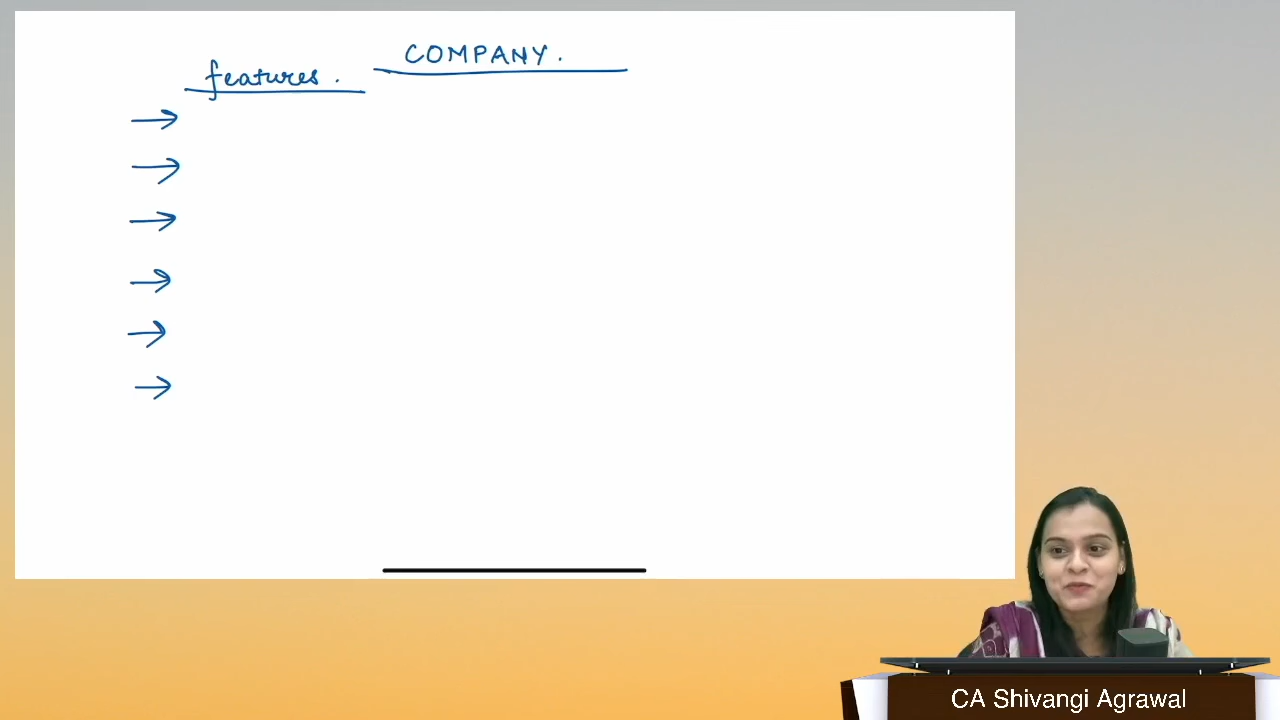 COMPANY.
features.
→
→
→
→
→
→
CA Shivangi Agrawal